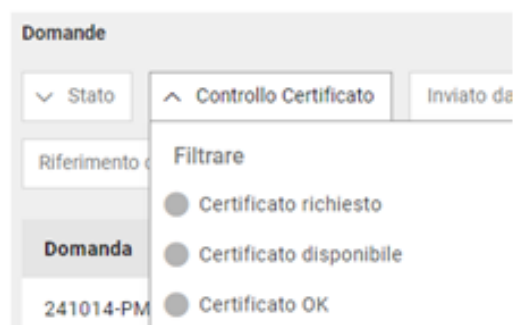 Domande
Stato
Controllo Certificato
Inviato da
Riferimento
Filtrare
Certificato richiesto
Certificato disponibile
Domanda
Certificato OK
241014-PM